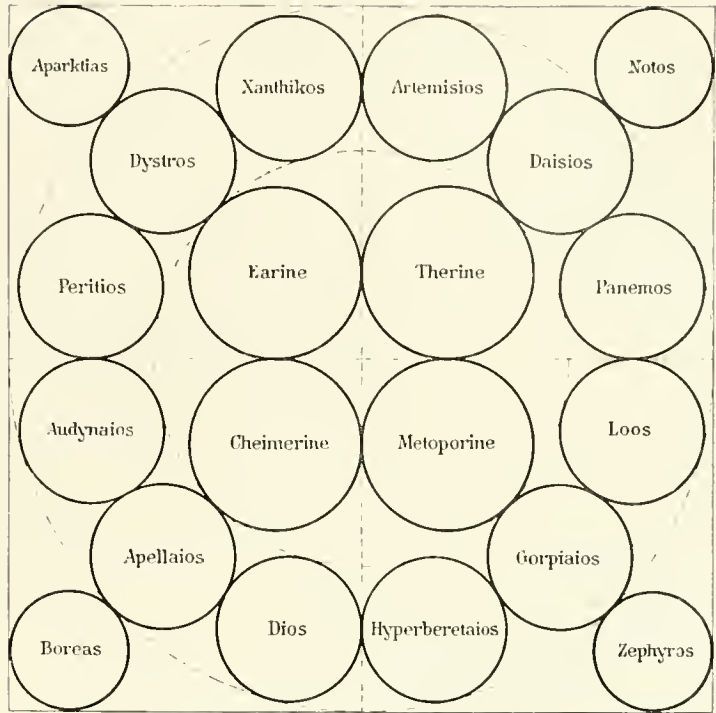 Aparktias
Xanthikos
Artemisios
Notos
Dystros
Daisios
Earine
Therine
Peritios
Panemos
Audynaios
Cheimerine
Metoporine
Loos
Apellaios
Gorpiaios
Dios
Hyperberetaios
Boreas
Zephyros